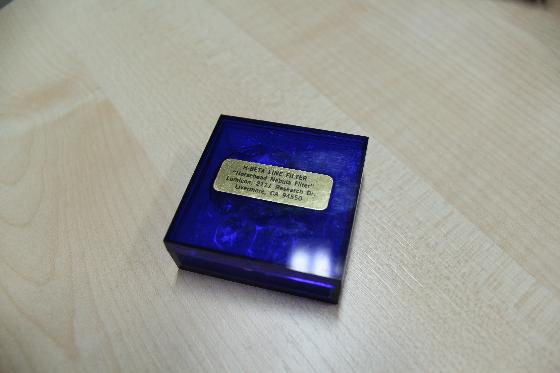 H-BETA LINE FILTER
"Horsehead Nebula Filter"
Lumicon, 2111 Research Dr.
Livermore, CA 94550